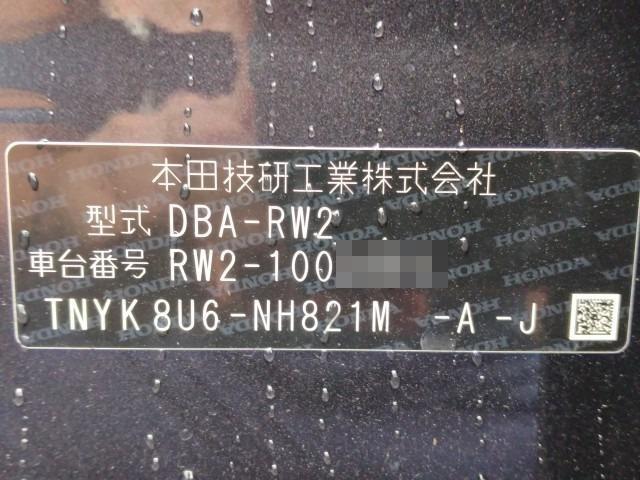 本田技研工業株式会社
型式 DBA-RW2
車台番号 RW2-100
TNYK8U6-NH821M -A -J